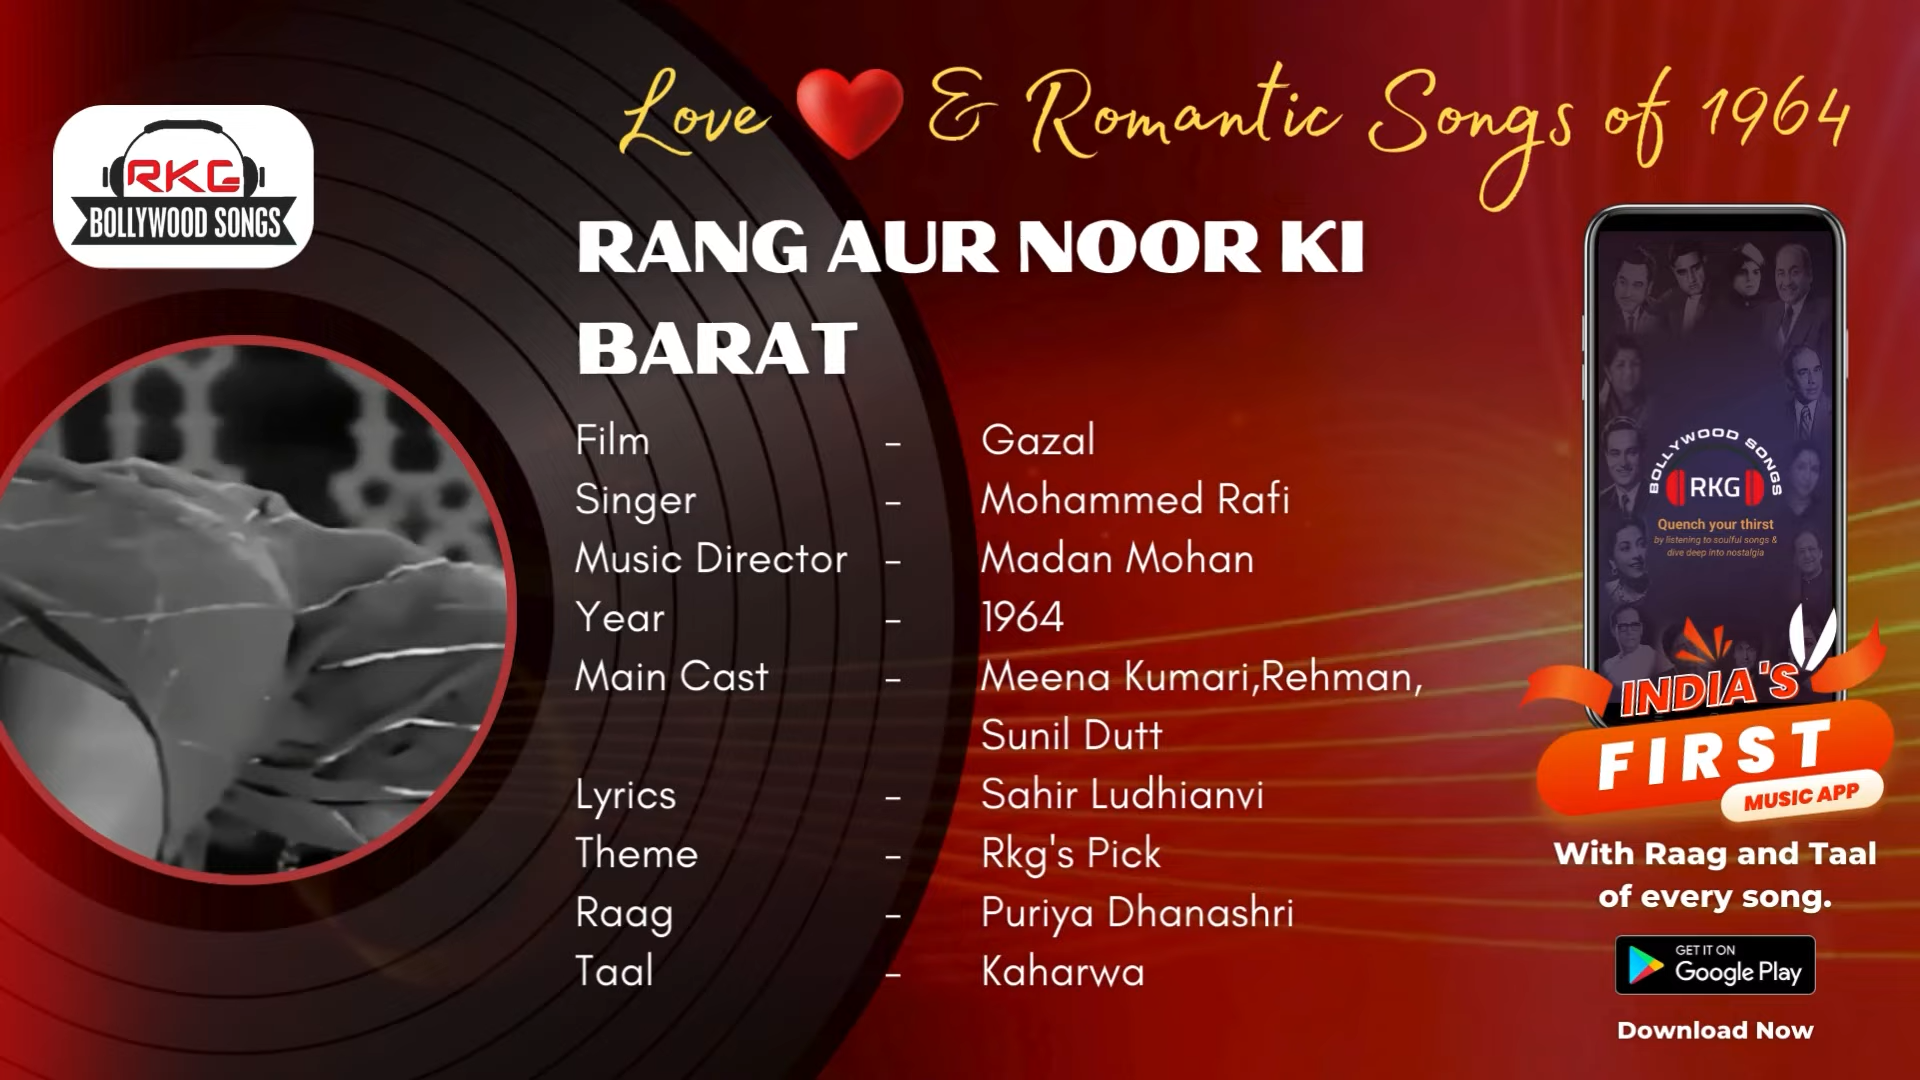 Love ❤ & Romantic Songs of 1964
RKG
BOLLYWOOD SONGS
RANG AUR NOOR KI
BARAT
Film - Gazal
Singer - Mohammed Rafi
Music Director - Madan Mohan
Year - 1964
Main Cast - Meena Kumari,Rehman,
Sunil Dutt
Lyrics - Sahir Ludhianvi
Theme - Rkg's Pick
Raag - Puriya Dhanashri
Taal - Kaharwa
BOLLYWOOD SONGS
RKG
Quench your thirst
by listening to soulful songs &
dive deep into nostalgia
INDIA'S
FIRST
MUSIC APP
With Raag and Taal
of every song.
GET IT ON
Google Play
Download Now